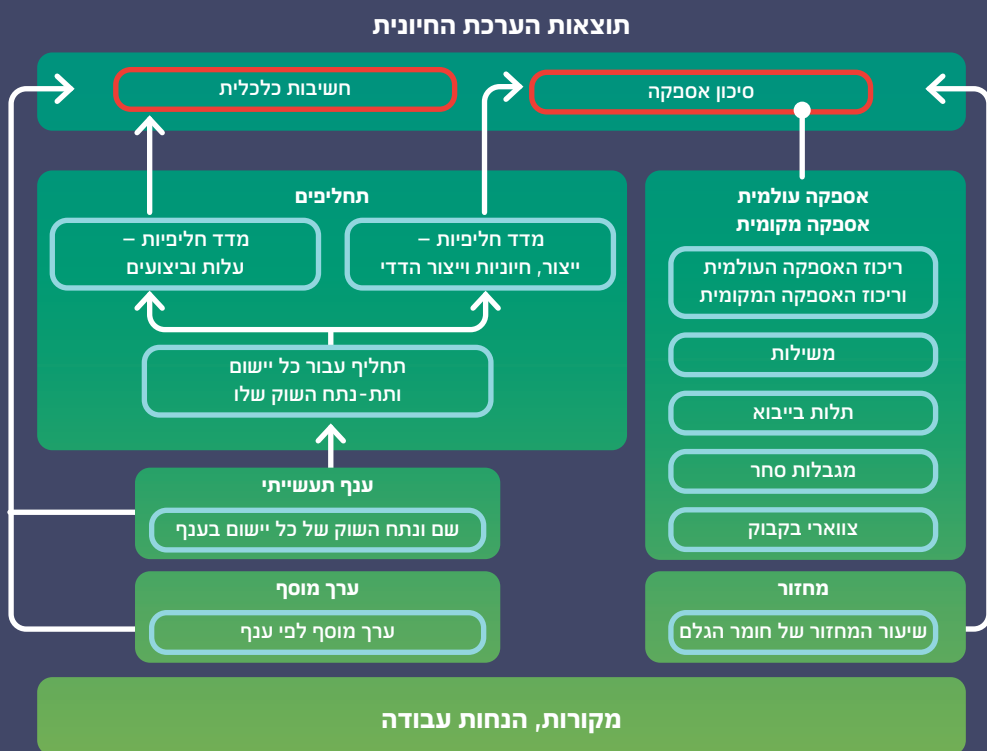 תוצאות הערכת החיונית
סיכון אספקה
חשיבות כלכלית
אספקה עולמית
אספקה מקומית
ריכוז האספקה העולמית
וריכוז האספקה המקומית
משילות
תלות בייבוא
מגבלות סחר
צווארי בקבוק
תחליפים
מדד חליפיות –
ייצור, חיוניות וייצור הדדי
מדד חליפיות –
עלות וביצועים
תחליף עבור כל יישום
ותת-נתח השוק שלו
ענף תעשייתי
שם ונתח השוק של כל יישום בענף
מחזור
שיעור המחזור של חומר הגלם
ערך מוסף
ערך מוסף לפי ענף
מקורות, הנחות עבודה